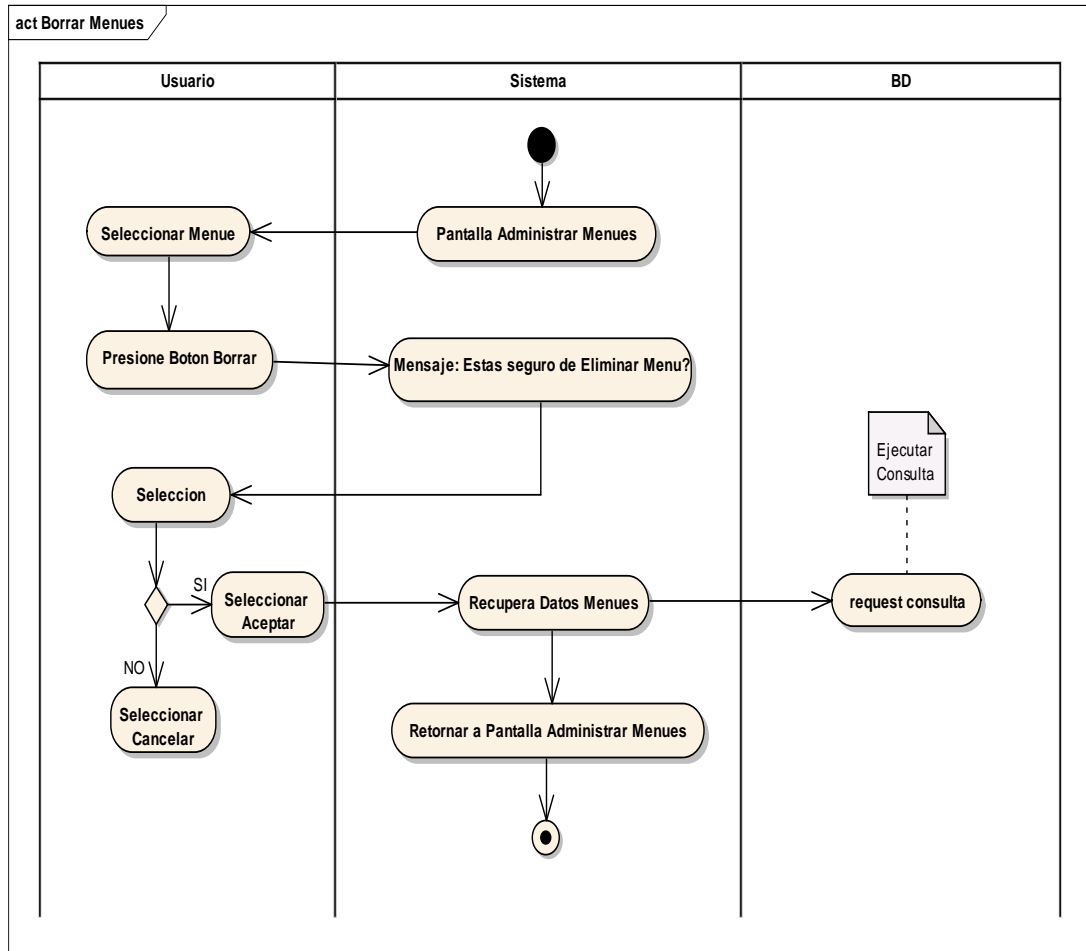 act Borrar Menues
Usuario
Sistema
BD
Seleccionar Menue
Pantalla Administrar Menues
Presione Boton Borrar
Mensaje: Estas seguro de Eliminar Menu?
Ejecutar
Consulta
Seleccion
SI
Seleccionar
Aceptar
Recupera Datos Menues
request consulta
NO
Seleccionar
Cancelar
Retornar a Pantalla Administrar Menues